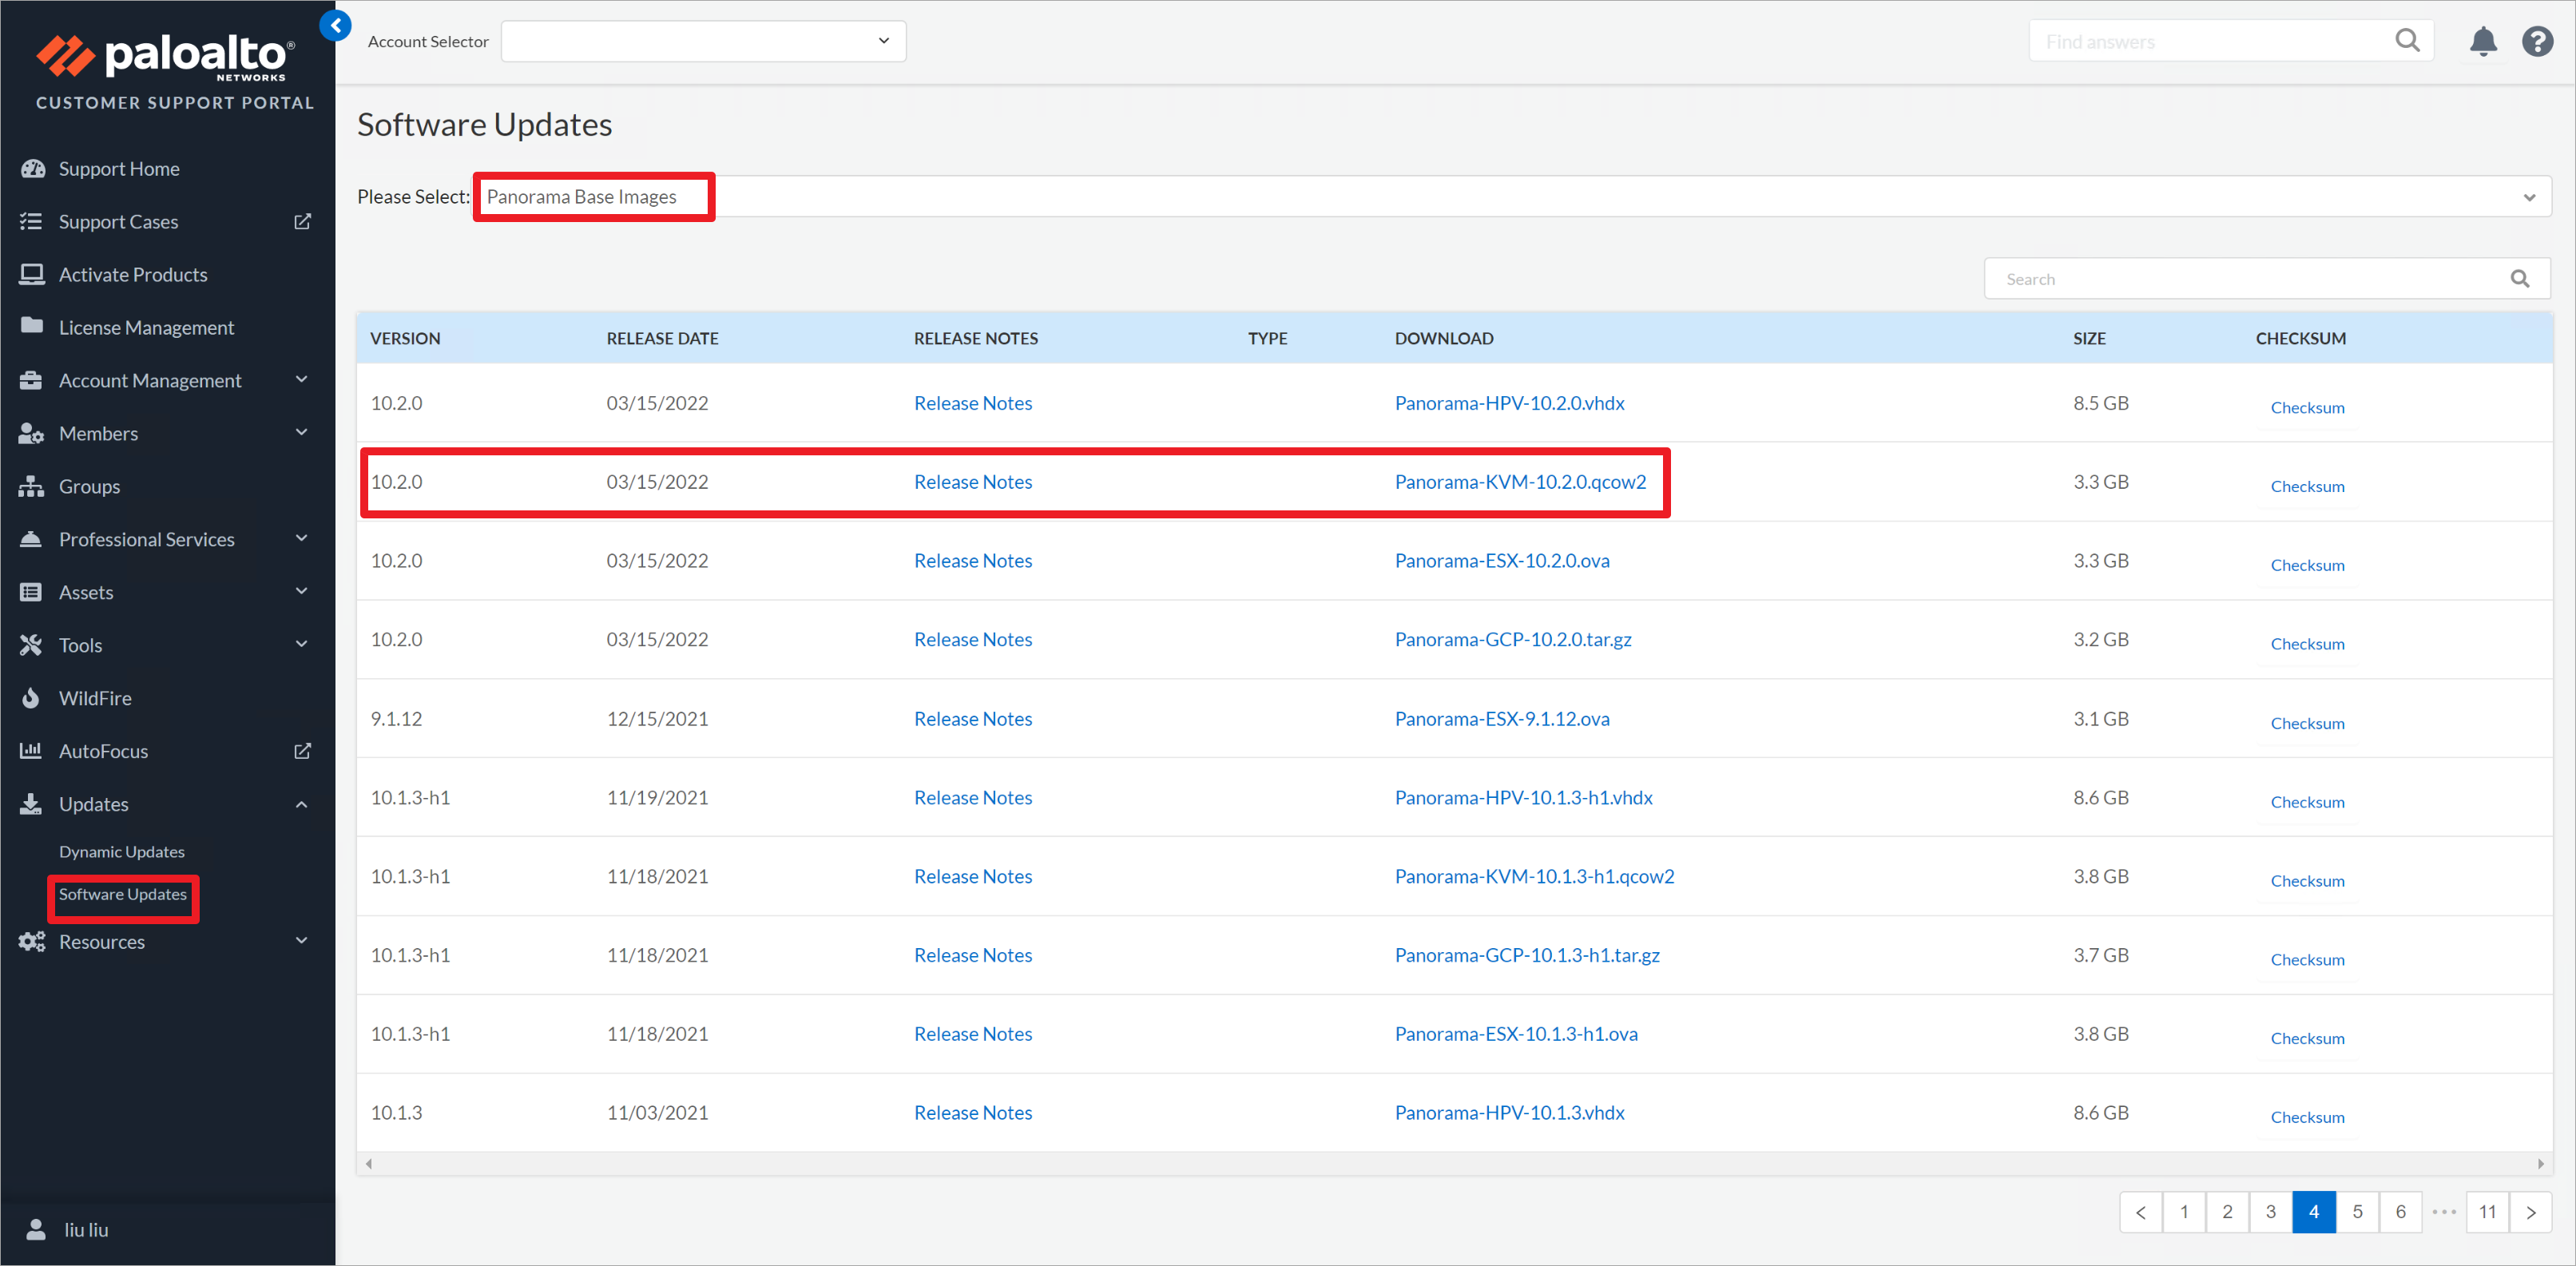 paloalto®
NETWORKS
CUSTOMER SUPPORT PORTAL
Support Home
Support Cases
Activate Products
License Management
Account Management
Members
Groups
Professional Services
Assets
Tools
WildFire
AutoFocus
Updates
Dynamic Updates
Software Updates
Resources
liu liu
Account Selector
Find answers
Software Updates
Please Select: Panorama Base Images
Search
VERSION RELEASE DATE RELEASE NOTES TYPE DOWNLOAD SIZE CHECKSUM
10.2.0 03/15/2022 Release Notes Panorama-HPV-10.2.0.vhdx 8.5 GB Checksum
10.2.0 03/15/2022 Release Notes Panorama-KVM-10.2.0.qcow2 3.3 GB Checksum
10.2.0 03/15/2022 Release Notes Panorama-ESX-10.2.0.ova 3.3 GB Checksum
10.2.0 03/15/2022 Release Notes Panorama-GCP-10.2.0.tar.gz 3.2 GB Checksum
9.1.12 12/15/2021 Release Notes Panorama-ESX-9.1.12.ova 3.1 GB Checksum
10.1.3-h1 11/19/2021 Release Notes Panorama-HPV-10.1.3-h1.vhdx 8.6 GB Checksum
10.1.3-h1 11/18/2021 Release Notes Panorama-KVM-10.1.3-h1.qcow2 3.8 GB Checksum
10.1.3-h1 11/18/2021 Release Notes Panorama-GCP-10.1.3-h1.tar.gz 3.7 GB Checksum
10.1.3-h1 11/18/2021 Release Notes Panorama-ESX-10.1.3-h1.ova 3.8 GB Checksum
10.1.3 11/03/2021 Release Notes Panorama-HPV-10.1.3.vhdx 8.6 GB Checksum
< 1 2 3 4 5 6 ••• 11 >